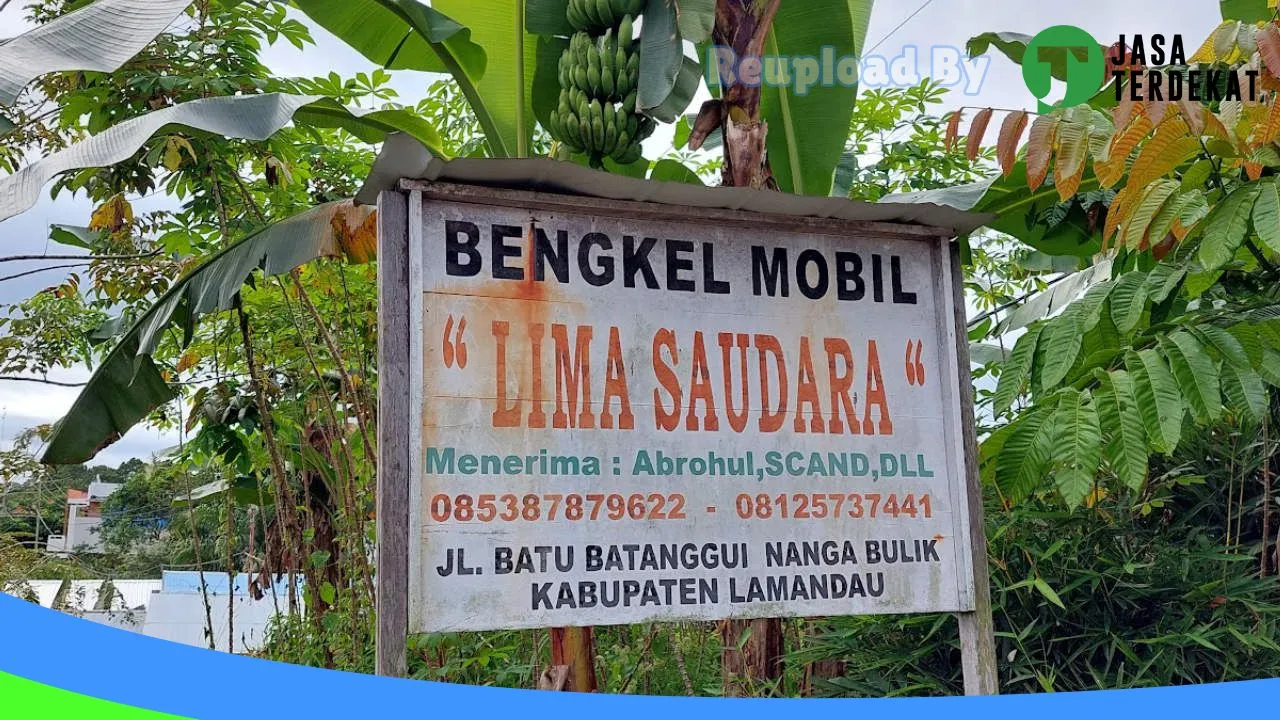 Reupload By
JASA
TERDEKAT
BENGKEL MOBIL
“ LIMA SAUDARA “
Menerima : Abrohul,SCAND,DLL
085387879622 - 08125737441
JL. BATU BATANGGUI NANGA BULIK
KABUPATEN LAMANDAU